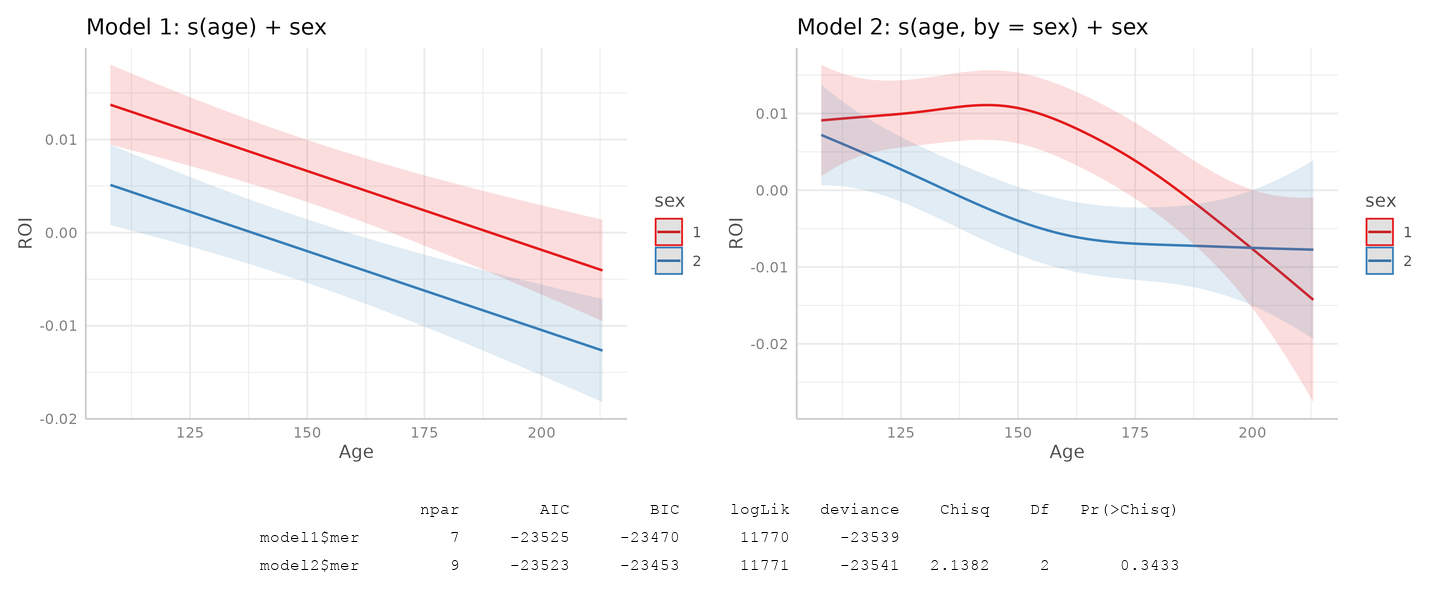 Model 1: s(age) + sex
ROI
0.01
0.00
-0.01
-0.02
125 150 175 200
Age
sex
1
2
Model 2: s(age, by = sex) + sex
ROI
0.01
0.00
-0.01
-0.02
125 150 175 200
Age
sex
1
2
npar AIC BIC logLik deviance Chisq Df Pr(>Chisq)
model1$mer 7 -23525 -23470 11770 -23539
model2$mer 9 -23523 -23453 11771 -23541 2.1382 2 0.3433